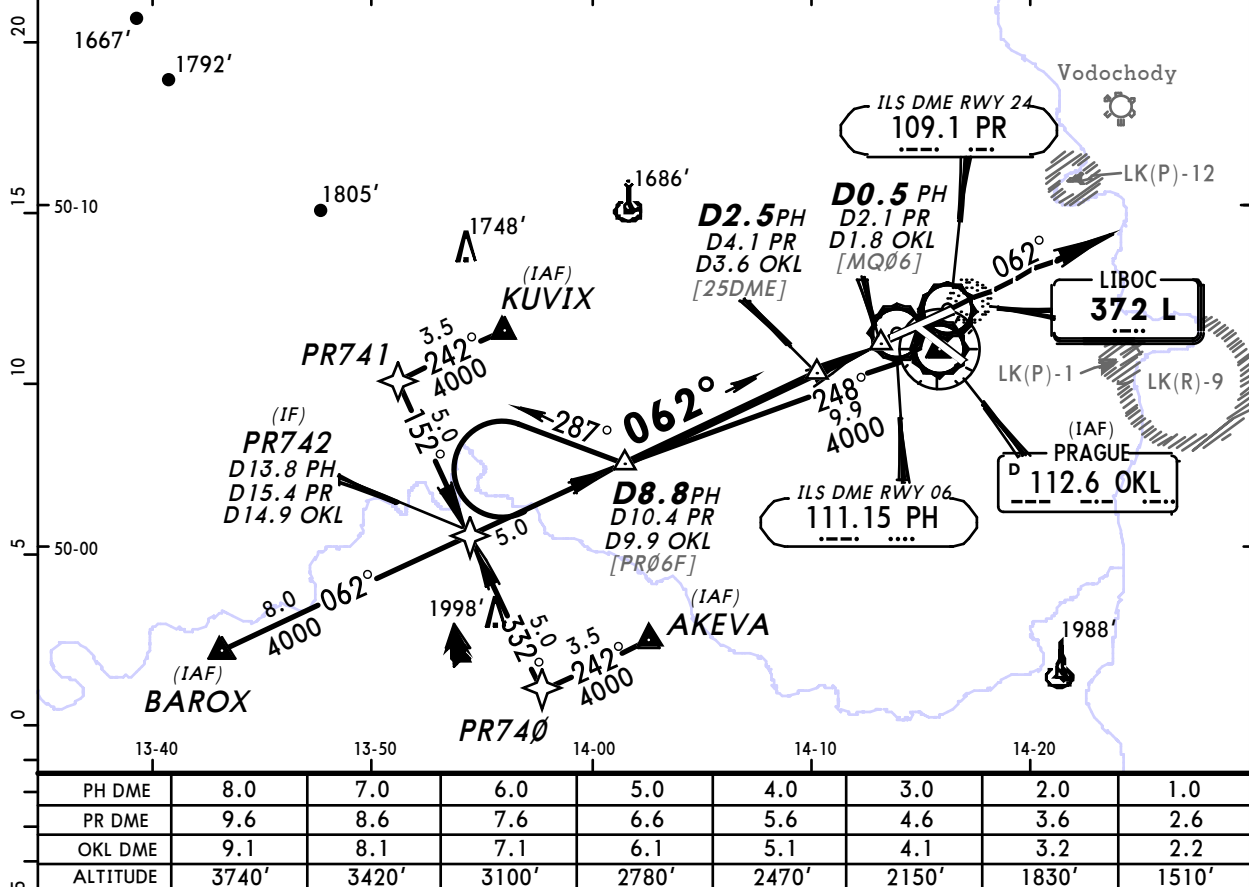 20
1667'
1792'
Vodochody
ILS DME RWY 24
109.1 PR
LK(P)-12
15
50-10
1805'
1686'
1748'
D2.5 PH
D4.1 PR
D3.6 OKL
[25DME]
D0.5 PH
D2.1 PR
D1.8 OKL
[MQØ6]
062°
LIBOC
372 L
(IAF)
KUVIX
3.5
242°
4000
PR741
LK(P)-1
LK(R)-9
10
(IF)
PR742
D13.8 PH
D15.4 PR
D14.9 OKL
5.0
152°
287°
062°
248°
9.9
4000
(IAF)
PRAGUE
D 112.6 OKL
ILS DME RWY 06
111.15 PH
D8.8 PH
D10.4 PR
D9.9 OKL
[PRØ6F]
5.0
5
50-00
8.0
062°
4000
(IAF)
BAROX
1998'
5.0
332°
(IAF)
AKEVA
3.5
242°
4000
PR74Ø
1988'
0
13-40 13-50 14-00 14-10 14-20
PH DME 8.0 7.0 6.0 5.0 4.0 3.0 2.0 1.0
PR DME 9.6 8.6 7.6 6.6 5.6 4.6 3.6 2.6
OKL DME 9.1 8.1 7.1 6.1 5.1 4.1 3.2 2.2
ALTITUDE 3740' 3420' 3100' 2780' 2470' 2150' 1830' 1510'